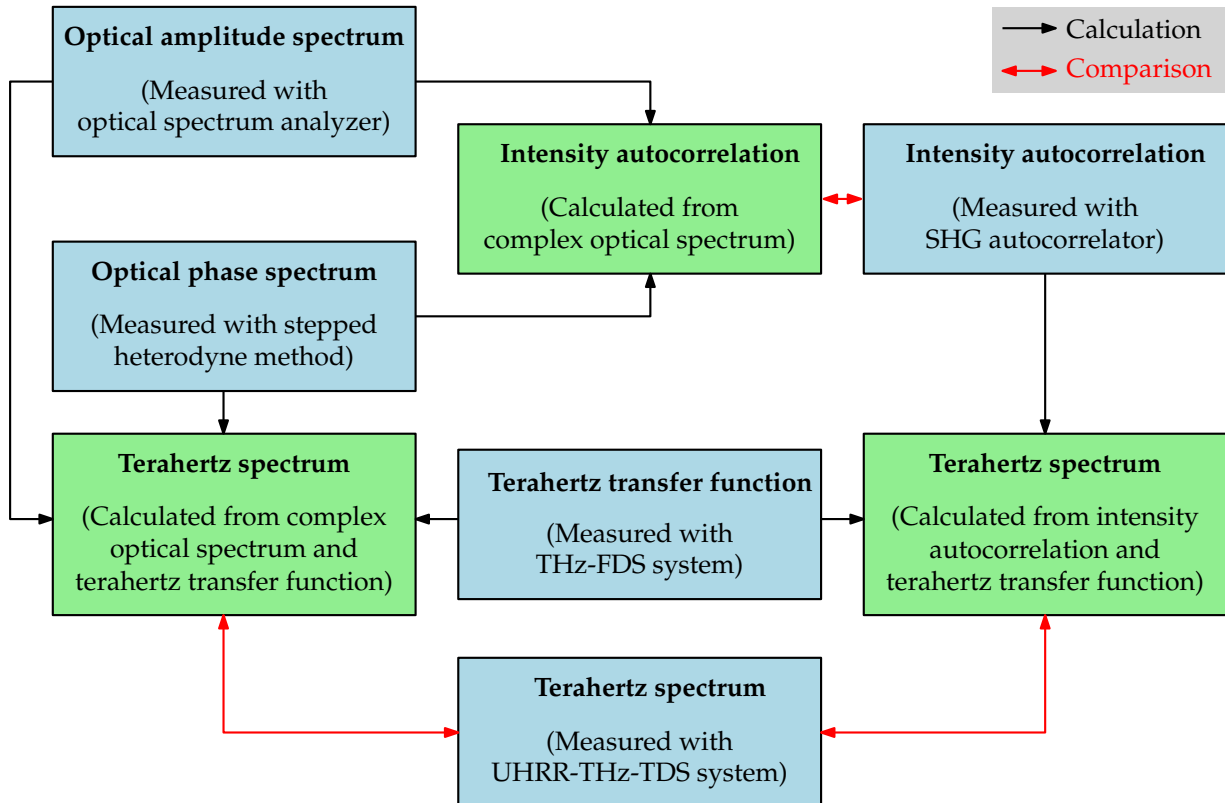 Optical amplitude spectrum
(Measured with
optical spectrum analyzer)
Calculation
Comparison
Intensity autocorrelation
(Calculated from
complex optical spectrum)
Intensity autocorrelation
(Measured with
SHG autocorrelator)
Optical phase spectrum
(Measured with stepped
heterodyne method)
Terahertz spectrum
(Calculated from complex
optical spectrum and
terahertz transfer function)
Terahertz transfer function
(Measured with
THz-FDS system)
Terahertz spectrum
(Calculated from intensity
autocorrelation and
terahertz transfer function)
Terahertz spectrum
(Measured with
UHRR-THz-TDS system)